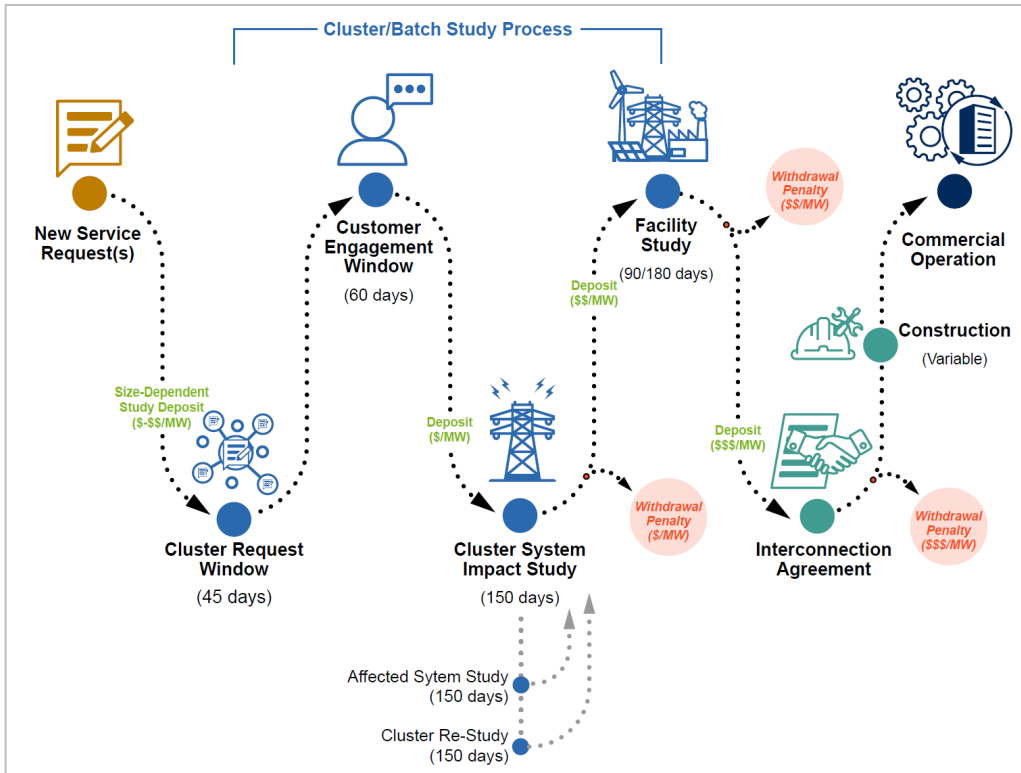 Cluster/Batch Study Process
New Service
Request(s)
Size-Dependent
Study Deposit
($-$$/MW)
Cluster Request
Window
(45 days)
Customer
Engagement
Window
(60 days)
Deposit
($/MW)
Cluster System
Impact Study
(150 days)
Affected Sytem Study
(150 days)
Cluster Re-Study
(150 days)
Withdrawal
Penalty
($/MW)
Deposit
($$/MW)
Facility
Study
(90/180 days)
Withdrawal
Penalty
($$/MW)
Deposit
($$$/MW)
Interconnection
Agreement
Withdrawal
Penalty
($$$/MW)
Construction
(Variable)
Commercial
Operation